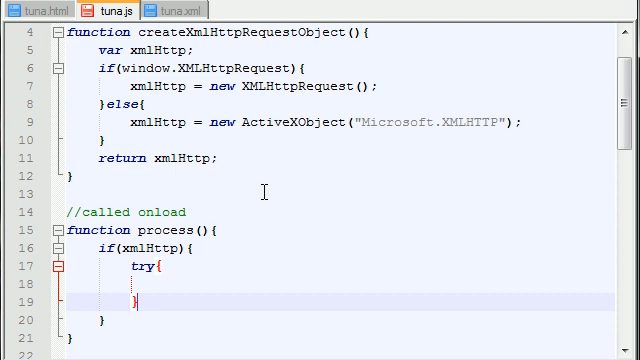 tuna.html tuna.js tuna.xml
4 function createXmlHttpRequestObject(){
5 var xmlHttp;
6 if(window.XMLHttpRequest){
7 xmlHttp = new XMLHttpRequest();
8 }else{
9 xmlHttp = new ActiveXObject("Microsoft.XMLHTTP");
10 }
11 return xmlHttp;
12 }
13
14 //called onload
15 function process(){
16 if(xmlHttp){
17 try{
18
19 }
20 }
21 }
22